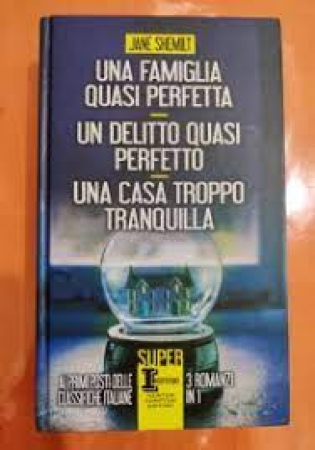 JANE SHEMILT
UNA FAMIGLIA
QUASI PERFETTA
UN DELITTO QUASI
PERFETTO
UNA CASA TROPPO
TRANQUILLA
SUPER
AI PRIMI POSTI DELLE
CLASSIFICHE ITALIANE
3 ROMANZI
IN 1
NEWTON
COMPTON
EDITORI